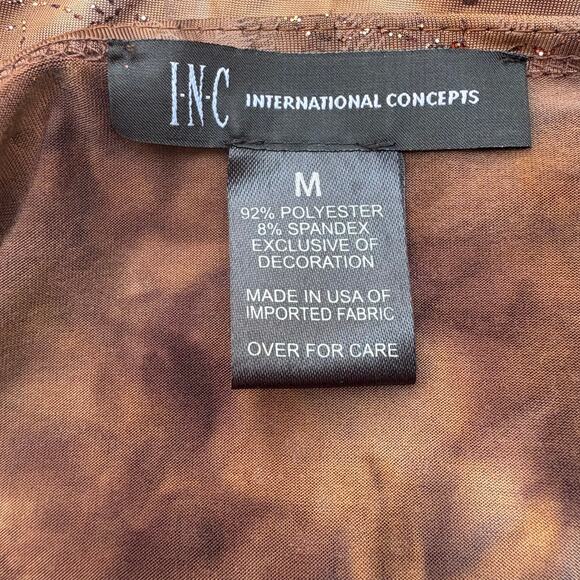 I·N·C INTERNATIONAL CONCEPTS
M
92% POLYESTER
8% SPANDEX
EXCLUSIVE OF
DECORATION
MADE IN USA OF
IMPORTED FABRIC
OVER FOR CARE